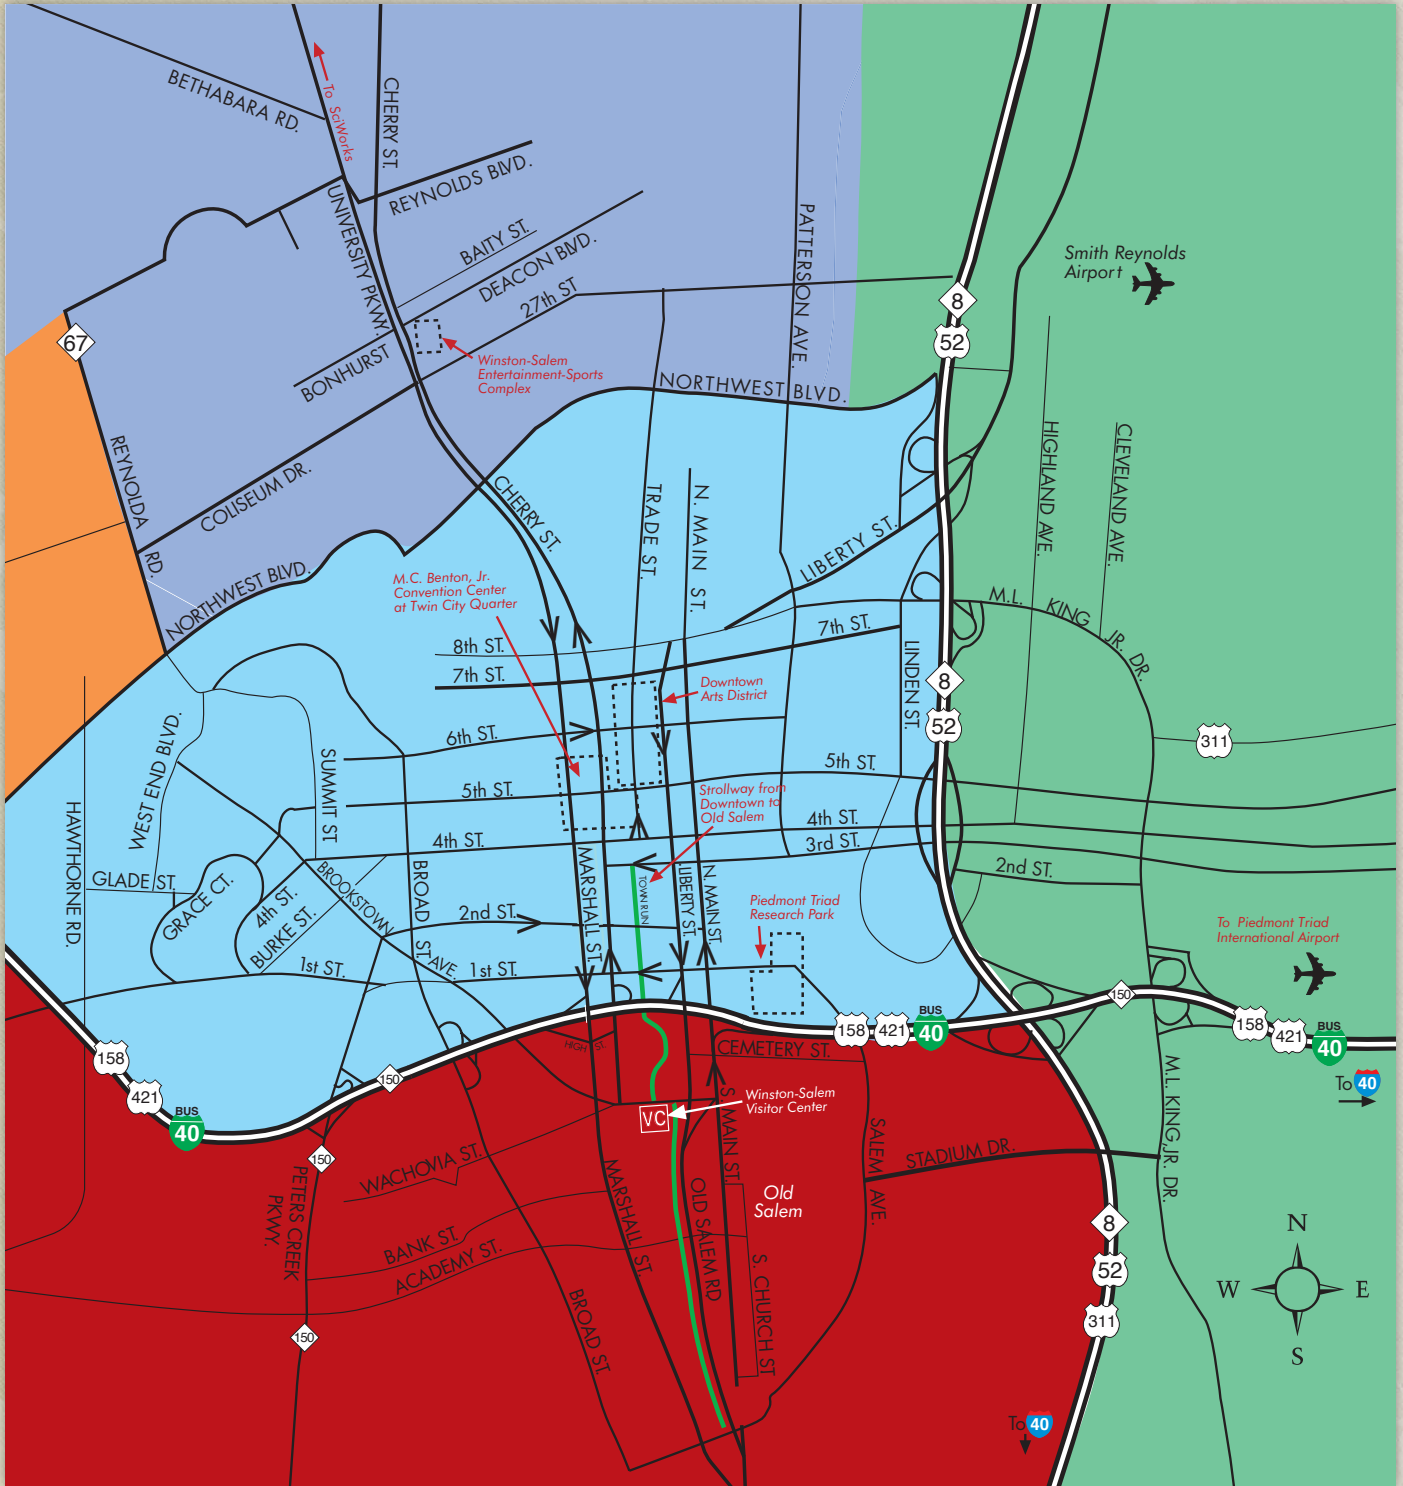 BETHABARA RD.
To SciWorks
CHERRY ST.
REYNOLDS BLVD.
UNIVERSITY PKWY.
BAITY ST.
DEACON BLVD.
27th ST
PATTERSON AVE.
Smith Reynolds
Airport
8
52
67
BONHURST
Winston-Salem
Entertainment-Sports
Complex
NORTHWEST BLVD.
REYNOLDA
RD.
COLISEUM DR.
CHERRY ST.
TRADE ST.
N. MAIN ST.
LIBERTY ST.
HIGHLAND AVE.
CLEVELAND AVE.
NORTHWEST BLVD.
M.C. Benton, Jr.
Convention Center
at Twin City Quarter
M.L. KING JR. DR.
8th ST.
7th ST.
7th ST.
LINDEN ST.
Downtown
Arts District
8
52
311
WEST END BLVD.
SUMMIT ST.
6th ST.
5th ST.
5th ST.
Strollway from
Downtown to
Old Salem
HAWTHORNE RD.
4th ST.
4th ST.
3rd ST.
2nd ST.
GLADE ST.
GRACE CT.
4th ST.
BURKE ST.
BROOKSTOWN
AVE.
BROAD ST.
MARSHALL ST.
TOWN RUN
LIBERTY ST.
N. MAIN ST.
2nd ST.
Piedmont Triad
Research Park
To Piedmont Triad
International Airport
1st ST.
1st ST.
150
158
421
BUS
40
158
421
BUS
40
To 40
HIGH ST.
CEMETERY ST.
158
421
BUS
40
150
VC
Winston-Salem
Visitor Center
S. MAIN ST.
SALEM AVE.
STADIUM DR.
M.L. KING JR. DR.
150
PETERS CREEK
PKWY.
WACHOVIA ST.
MARSHALL ST.
OLD SALEM RD
Old
Salem
BANK ST.
ACADEMY ST.
S. CHURCH ST
BROAD ST.
150
8
52
311
N
W
E
S
To 40